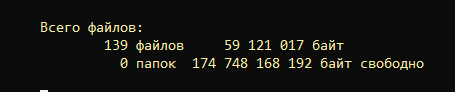 Всего файлов:
139 файлов 59 121 017 байт
0 папок 174 748 168 192 байт свободно